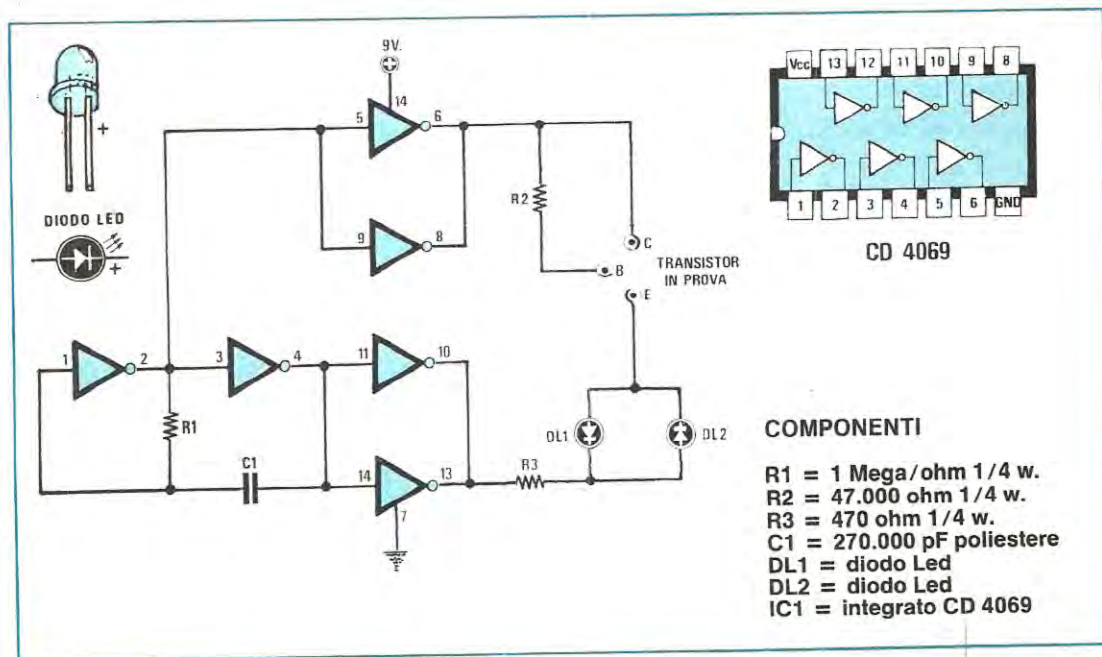 DIODO LED
+
+
9V.
14
5
6
9
8
R2
C
B
E
TRANSISTOR
IN PROVA
1
2
3
4
11
10
R1
C1
14
13
7
R3
DL1
DL2
Vcc 13 12 11 10 9 8
1 2 3 4 5 6 GND
CD 4069
COMPONENTI
R1 = 1 Mega/ohm 1/4 w.
R2 = 47.000 ohm 1/4 w.
R3 = 470 ohm 1/4 w.
C1 = 270.000 pF poliestere
DL1 = diodo Led
DL2 = diodo Led
IC1 = integrato CD 4069